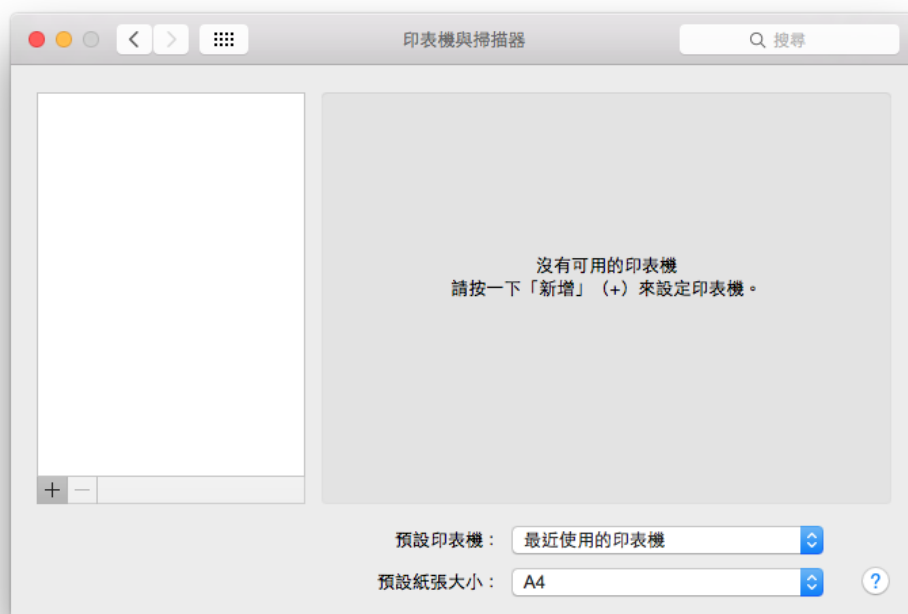 印表機與掃描器
搜尋
沒有可用的印表機
請按一下「新增」（+）來設定印表機。
+ −
預設印表機： 最近使用的印表機
預設紙張大小： A4
?